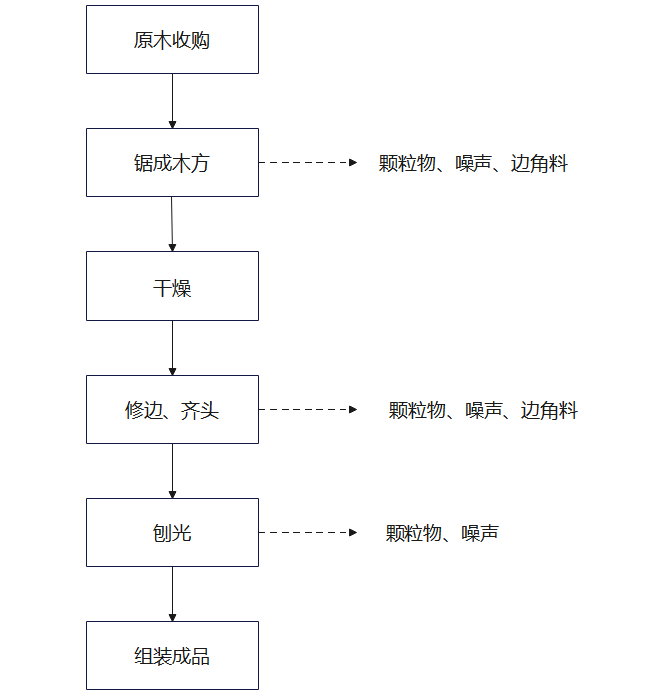 原木收购
锯成木方
颗粒物、噪声、边角料
干燥
修边、齐头
颗粒物、噪声、边角料
刨光
颗粒物、噪声
组装成品